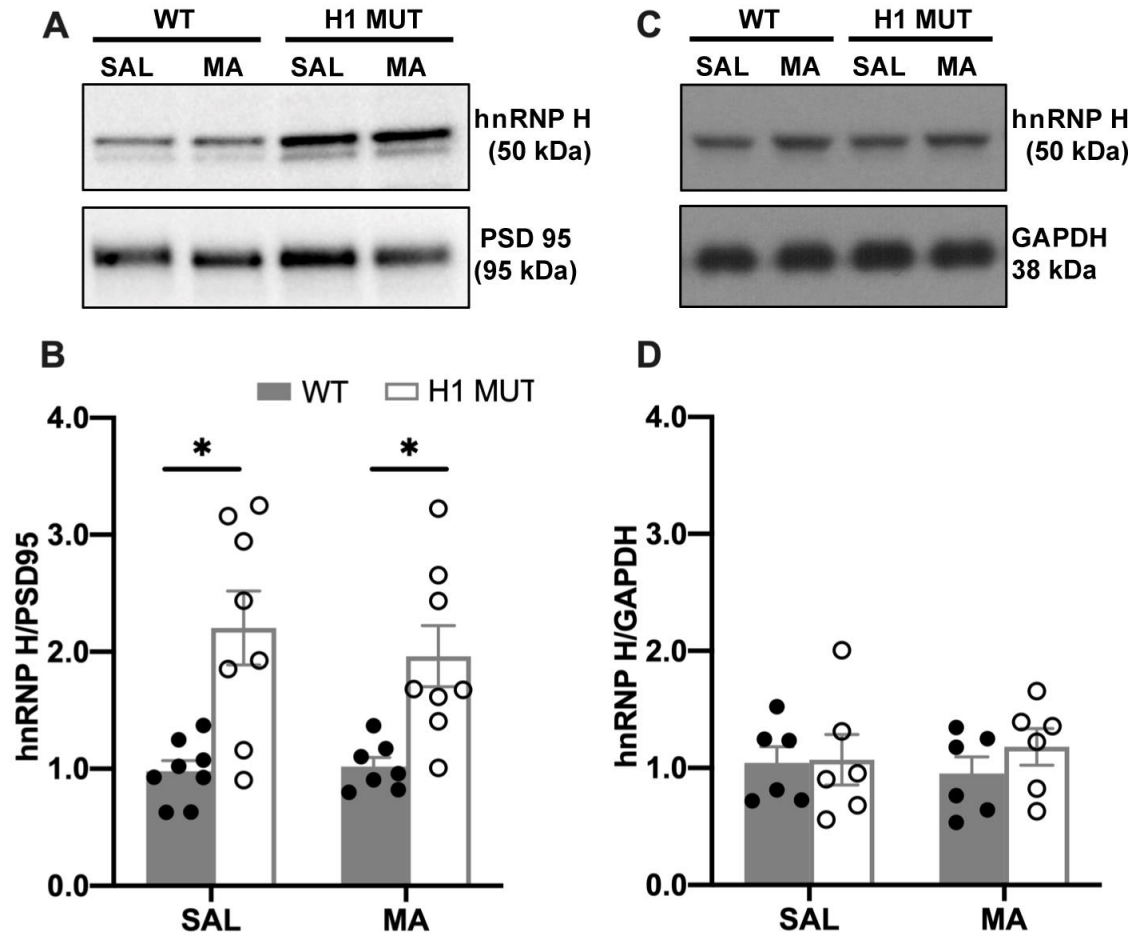 A
WT
H1 MUT
SAL
MA
SAL
MA
hnRNP H
(50 kDa)
PSD 95
(95 kDa)
C
WT
H1 MUT
SAL
MA
SAL
MA
hnRNP H
(50 kDa)
GAPDH
38 kDa
B
WT
H1 MUT
4.0
3.0
2.0
1.0
0.0
hnRNP H/PSD95
*
*
SAL
MA
D
4.0
3.0
2.0
1.0
0.0
hnRNP H/GAPDH
SAL
MA